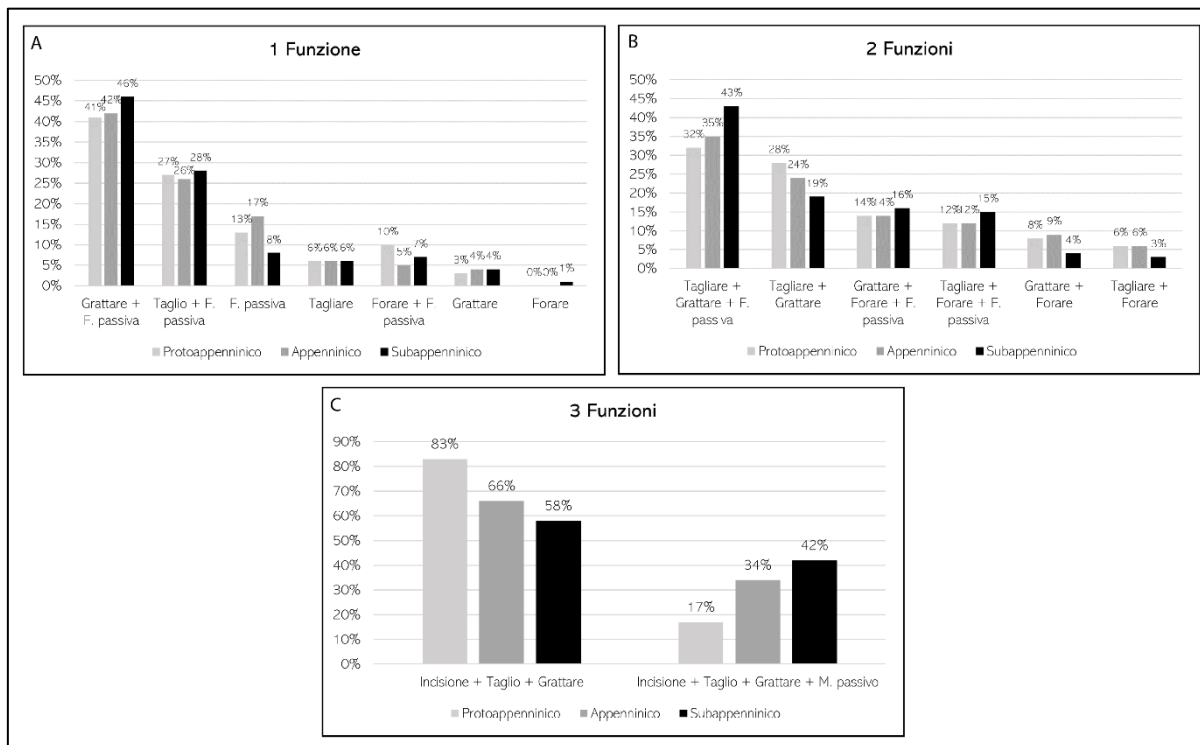 A
1 Funzione
50%
45%
40%
35%
30%
25%
20%
15%
10%
5%
0%
41%
42%
46%
27%
26%
28%
13%
17%
8%
6%
6%
6%
10%
5%
7%
3%
4%
4%
0%
0%
1%
Grattare +
F. passiva
Taglio + F.
passiva
F. passiva
Tagliare
Forare + F.
passiva
Grattare
Forare
Protoappenninico
Appenninico
Subappenninico
B
2 Funzioni
50%
45%
40%
35%
30%
25%
20%
15%
10%
5%
0%
32%
35%
43%
28%
24%
19%
14%
14%
16%
12%
12%
15%
8%
9%
4%
6%
6%
3%
Tagliare +
Grattare + F.
passiva
Tagliare +
Grattare
Grattare +
Forare + F.
passiva
Tagliare +
Forare + F.
passiva
Grattare +
Forare
Tagliare +
Forare
Protoappenninico
Appenninico
Subappenninico
C
3 Funzioni
90%
80%
70%
60%
50%
40%
30%
20%
10%
0%
83%
66%
58%
17%
34%
42%
Incisione + Taglio + Grattare
Incisione + Taglio + Grattare + M. passivo
Protoappenninico
Appenninico
Subappenninico